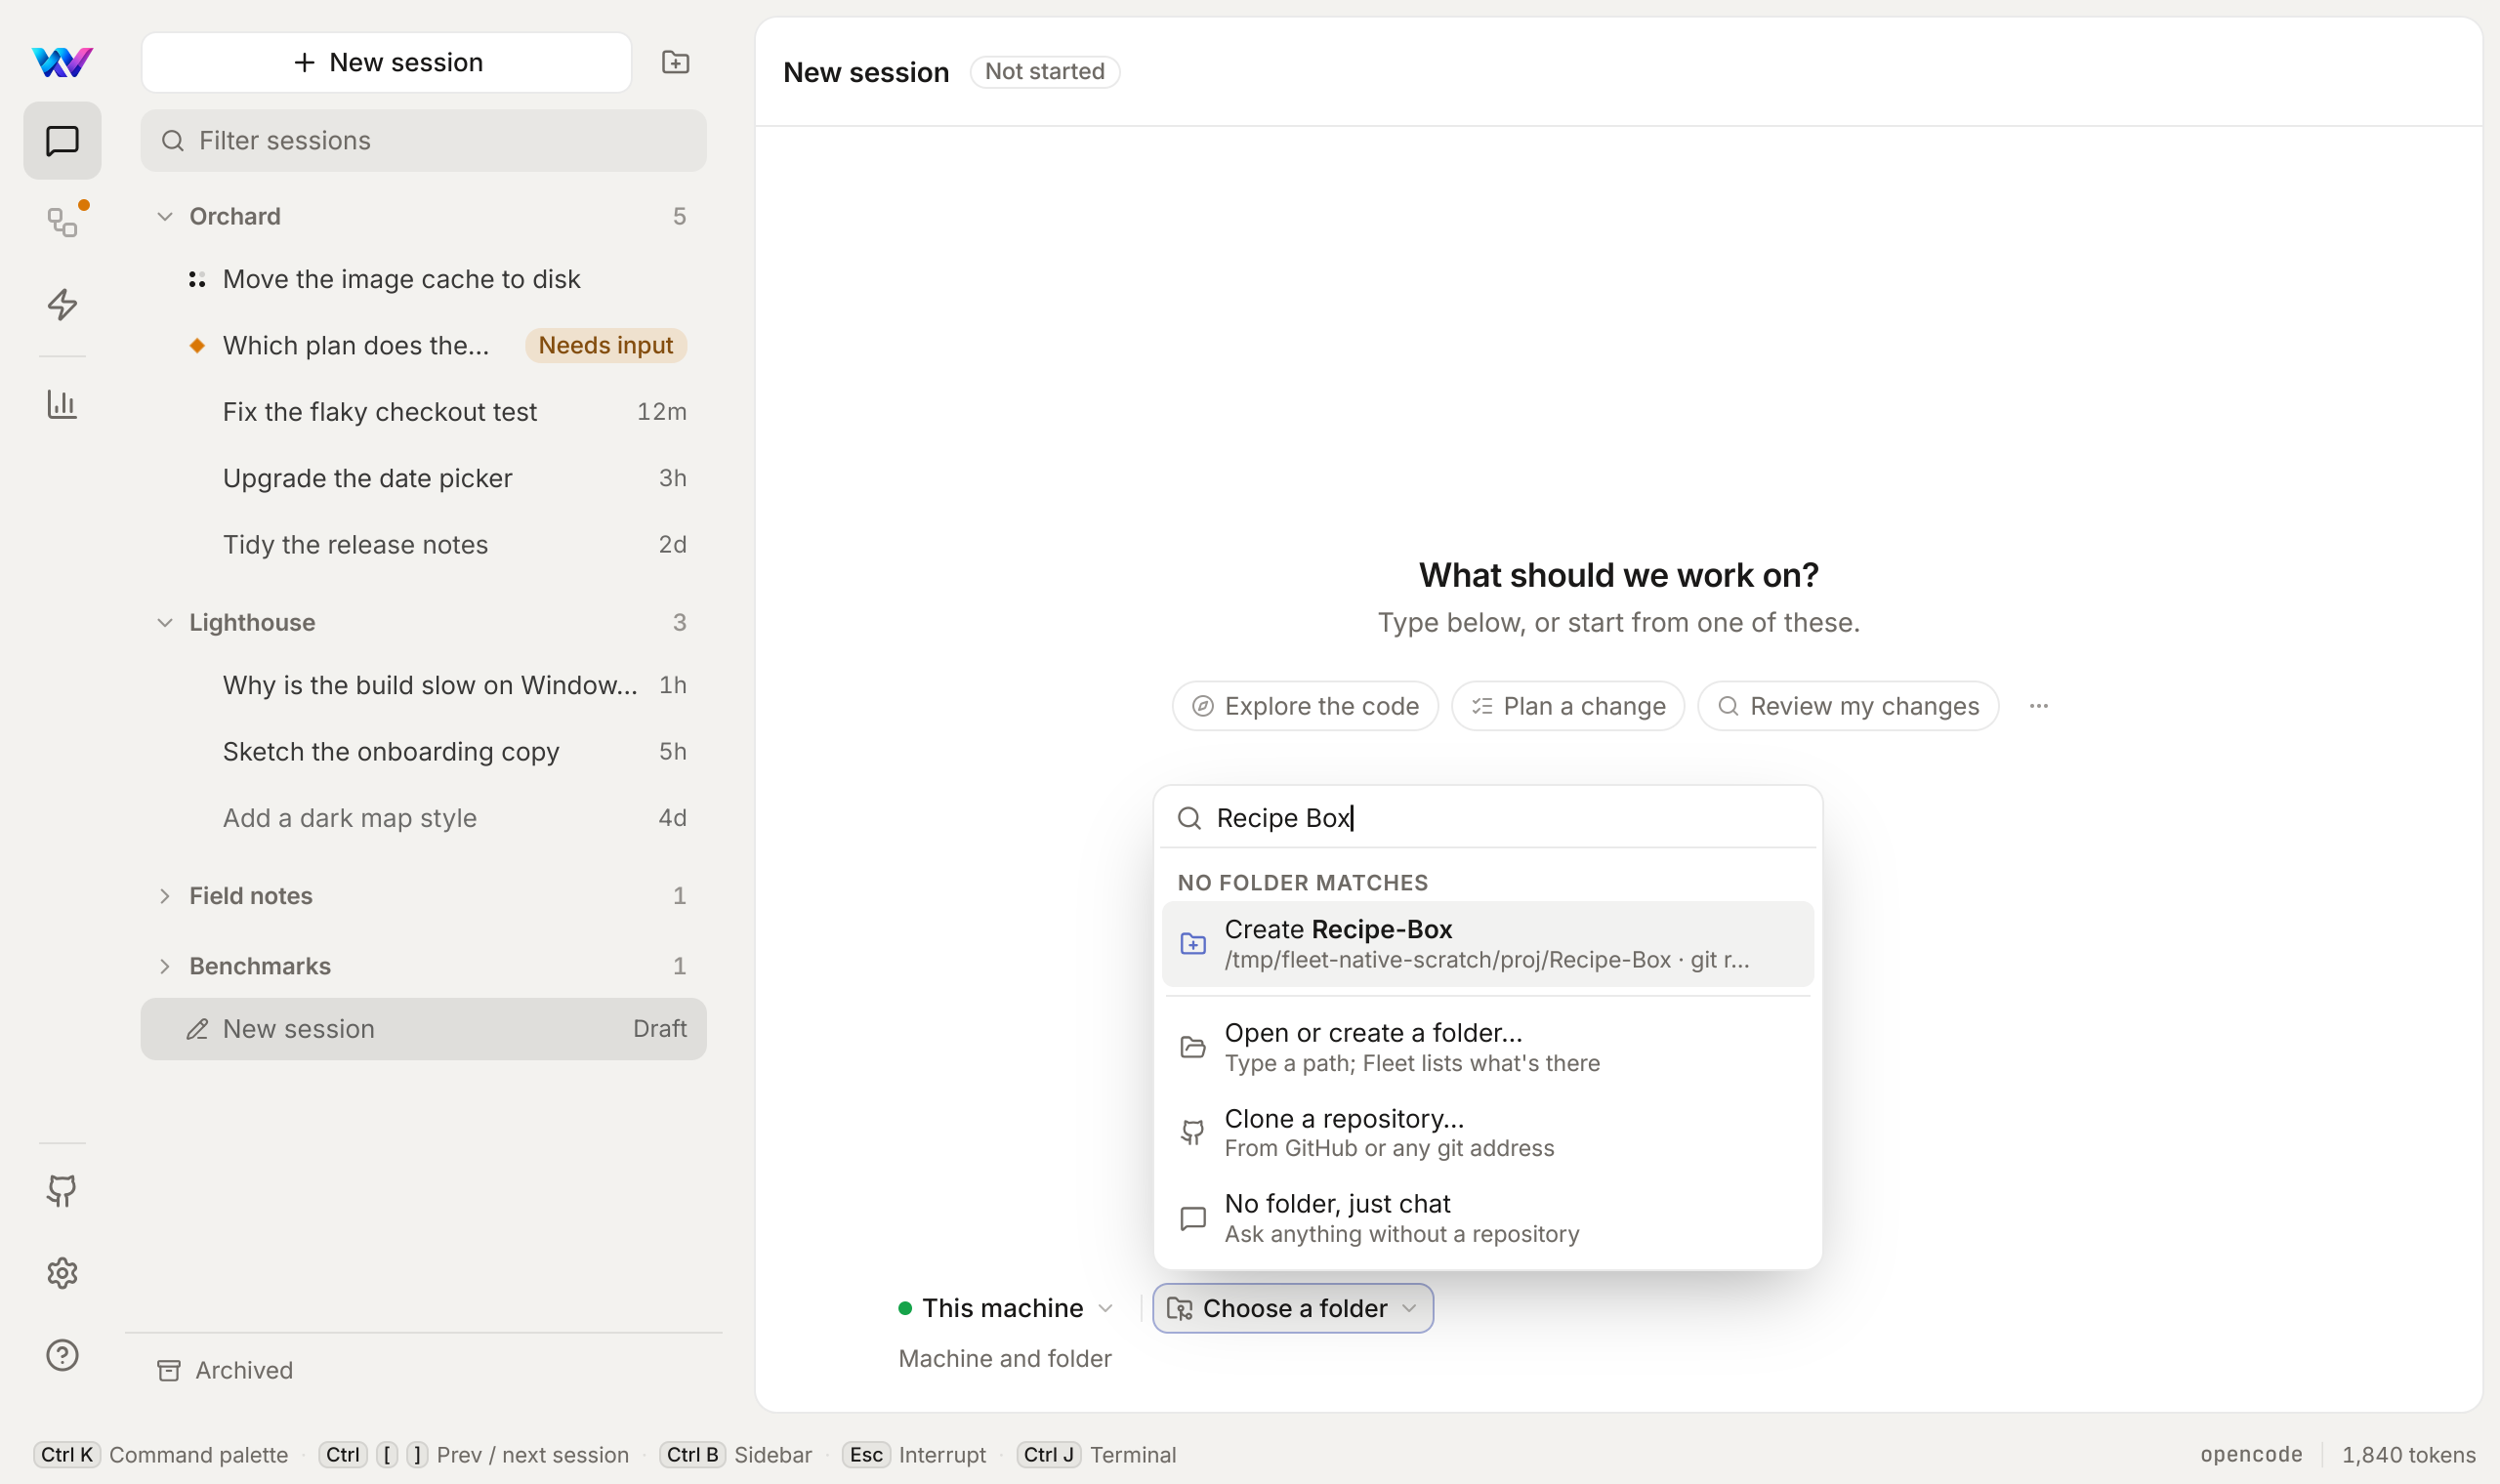 New session
Filter sessions
Orchard 5
Move the image cache to disk
Which plan does the... Needs input
Fix the flaky checkout test 12m
Upgrade the date picker 3h
Tidy the release notes 2d
Lighthouse 3
Why is the build slow on Window... 1h
Sketch the onboarding copy 5h
Add a dark map style 4d
Field notes 1
Benchmarks 1
New session Draft
Archived
New session Not started
What should we work on?
Type below, or start from one of these.
Explore the code Plan a change Review my changes ...
Recipe Box
NO FOLDER MATCHES
Create Recipe-Box
/tmp/fleet-native-scratch/proj/Recipe-Box · git r...
Open or create a folder...
Type a path; Fleet lists what's there
Clone a repository...
From GitHub or any git address
No folder, just chat
Ask anything without a repository
This machine Choose a folder
Machine and folder
Ctrl K Command palette · Ctrl [ ] Prev / next session · Ctrl B Sidebar · Esc Interrupt · Ctrl J Terminal opencode 1,840 tokens